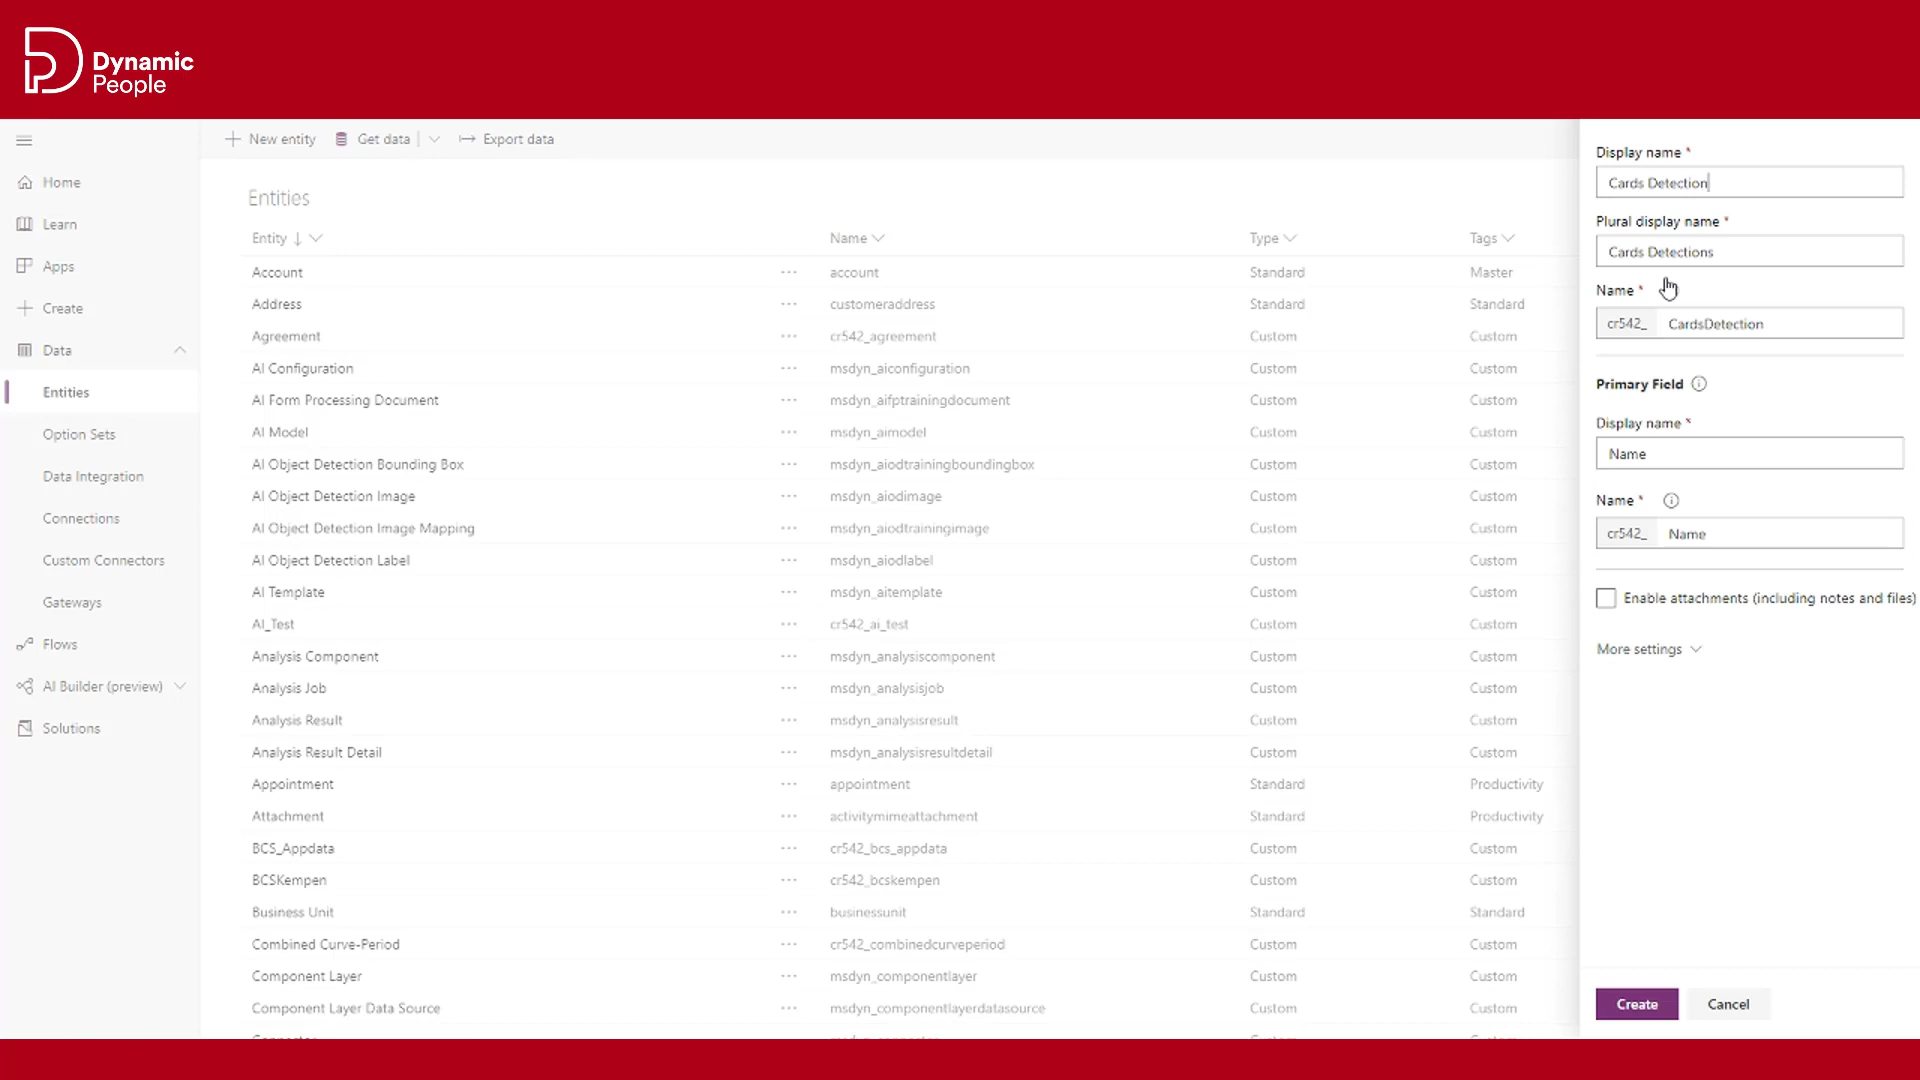 Dynamic
People
New entity Get data Export data
Home
Learn
Apps
Create
Data
Entities
Option Sets
Data Integration
Connections
Custom Connectors
Gateways
Flows
AI Builder (preview)
Solutions
Entities
Entity Name Type Tags
Account ··· account Standard Master
Address ··· customeraddress Standard Standard
Agreement ··· cr542_agreement Custom Custom
AI Configuration ··· msdyn_aiconfiguration Custom Custom
AI Form Processing Document ··· msdyn_aifptrainingdocument Custom Custom
AI Model ··· msdyn_aimodel Custom Custom
AI Object Detection Bounding Box ··· msdyn_aiodtrainingboundingbox Custom Custom
AI Object Detection Image ··· msdyn_aiodimage Custom Custom
AI Object Detection Image Mapping ··· msdyn_aiodtrainingimage Custom Custom
AI Object Detection Label ··· msdyn_aiodlabel Custom Custom
AI Template ··· msdyn_aitemplate Custom Custom
AI_Test ··· cr542_ai_test Custom Custom
Analysis Component ··· msdyn_analysiscomponent Custom Custom
Analysis Job ··· msdyn_analysisjob Custom Custom
Analysis Result ··· msdyn_analysisresult Custom Custom
Analysis Result Detail ··· msdyn_analysisresultdetail Custom Custom
Appointment ··· appointment Standard Productivity
Attachment ··· activitymimeattachment Standard Productivity
BCS_Appdata ··· cr542_bcs_appdata Custom Custom
BCSKempen ··· cr542_bcskempen Custom Custom
Business Unit ··· businessunit Standard Standard
Combined Curve-Period ··· cr542_combinedcurveperiod Custom Custom
Component Layer ··· msdyn_componentlayer Custom Custom
Component Layer Data Source ··· msdyn_componentlayerdatasource Custom Custom
Display name *
Cards Detection
Plural display name *
Cards Detections
Name *
cr542_ CardsDetection
Primary Field
Display name *
Name
Name *
cr542_ Name
Enable attachments (including notes and files)
More settings
Create Cancel